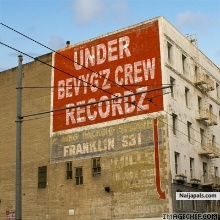 UNDER
BEVYG'Z CREW
RECORDZ
FRANKLIN 531
Naijapals.com
imagechef.com